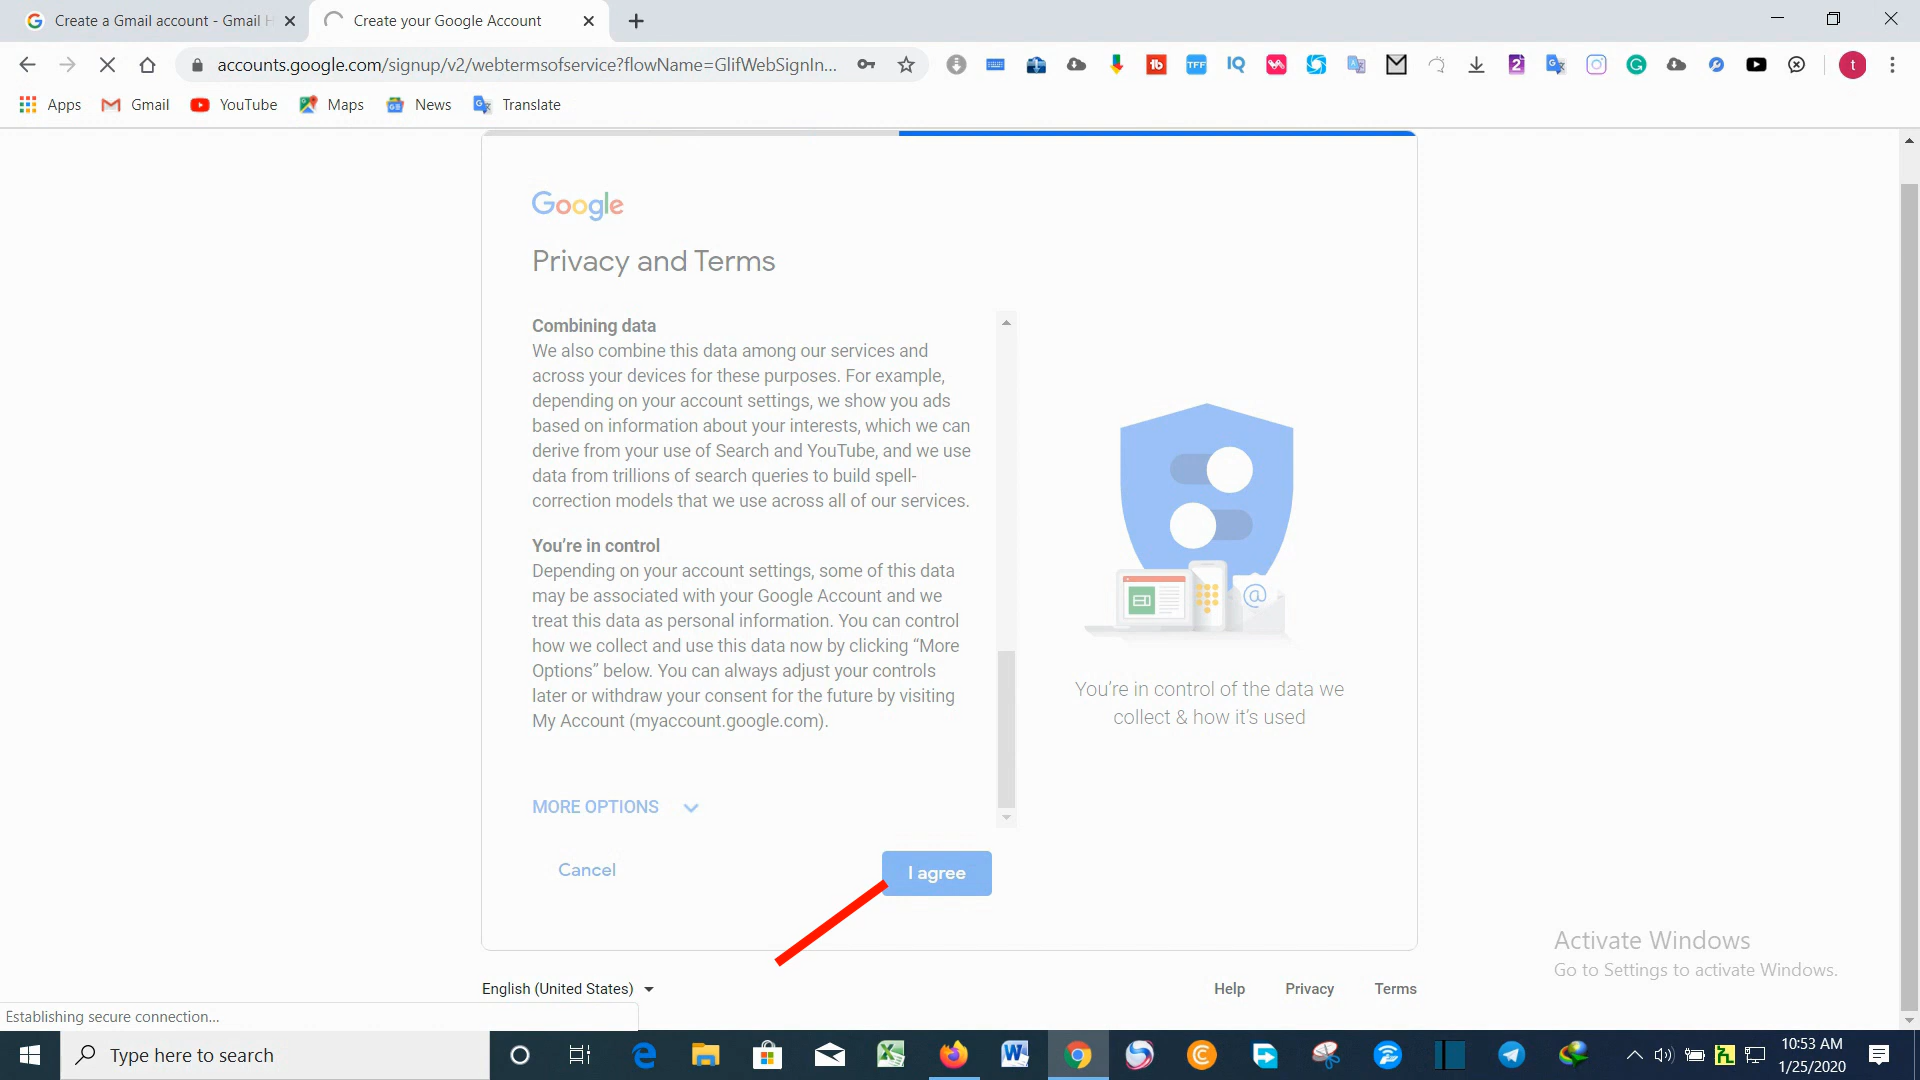 Create a Gmail account - Gmail H
Create your Google Account
accounts.google.com/signup/v2/webtermsofservice?flowName=GlifWebSignIn...
Apps
Gmail
YouTube
Maps
News
Translate
Google
Privacy and Terms
Combining data
We also combine this data among our services and
across your devices for these purposes. For example,
depending on your account settings, we show you ads
based on information about your interests, which we can
derive from your use of Search and YouTube, and we use
data from trillions of search queries to build spell-
correction models that we use across all of our services.
You're in control
Depending on your account settings, some of this data
may be associated with your Google Account and we
treat this data as personal information. You can control
how we collect and use this data now by clicking “More
Options” below. You can always adjust your controls
later or withdraw your consent for the future by visiting
My Account (myaccount.google.com).
MORE OPTIONS
Cancel
I agree
You're in control of the data we
collect & how it's used
Activate Windows
Go to Settings to activate Windows.
English (United States)
Help
Privacy
Terms
Establishing secure connection...
Type here to search
10:53 AM
1/25/2020